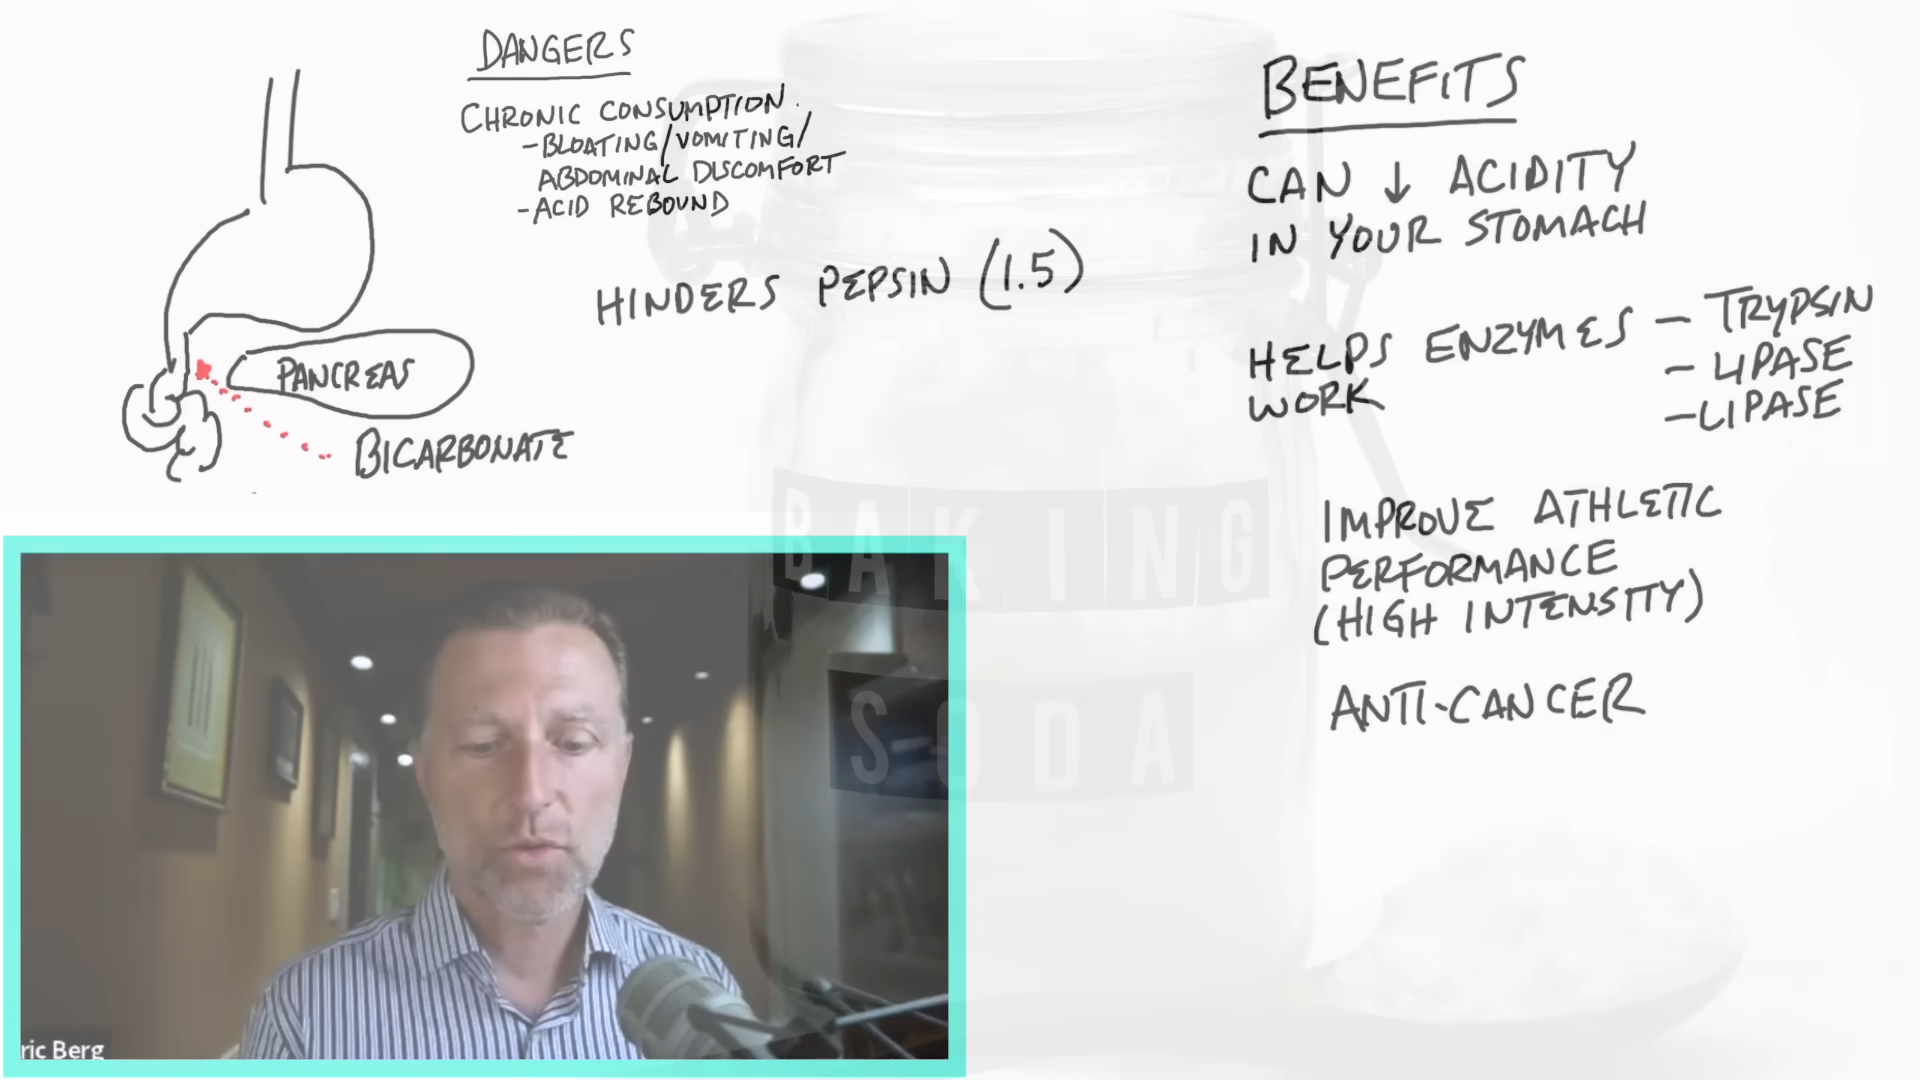 DANGERS
CHRONIC CONSUMPTION.
-BLOATING/VOMITING/
ABDOMINAL DISCOMFORT
-ACID REBOUND
HINDERS PEPSIN (1.5)
PANCREAS
BICARBONATE
BENEFITS
CAN ↓ ACIDITY
IN YOUR STOMACH
HELPS ENZYMES
WORK
- TRYPSIN
- LIPASE
- LIPASE
IMPROVE ATHLETIC
PERFORMANCE
(HIGH INTENSITY)
ANTI-CANCER
BAKING
SODA
ric Berg